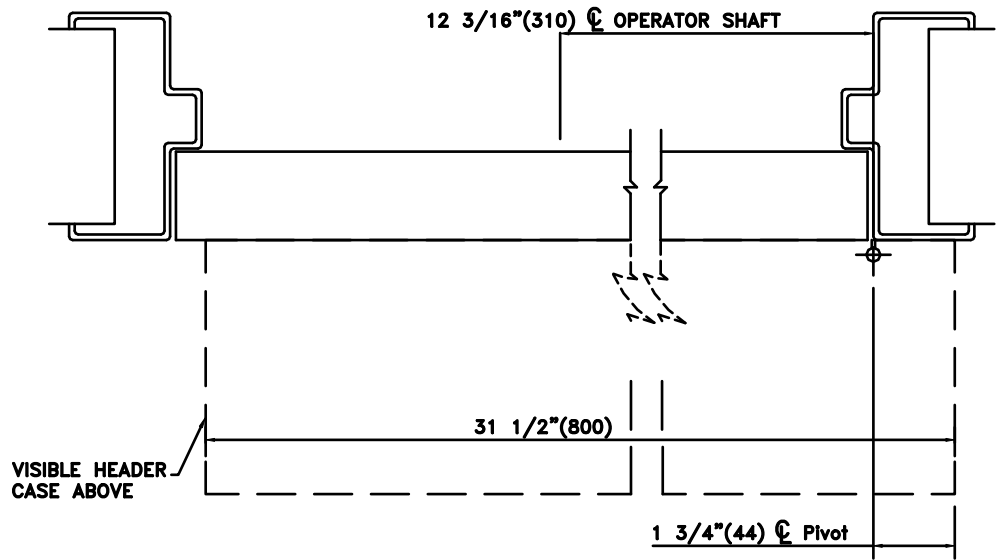 12 3/16"(310) ℄ OPERATOR SHAFT
31 1/2"(800)
VISIBLE HEADER
CASE ABOVE
1 3/4"(44) ℄ Pivot